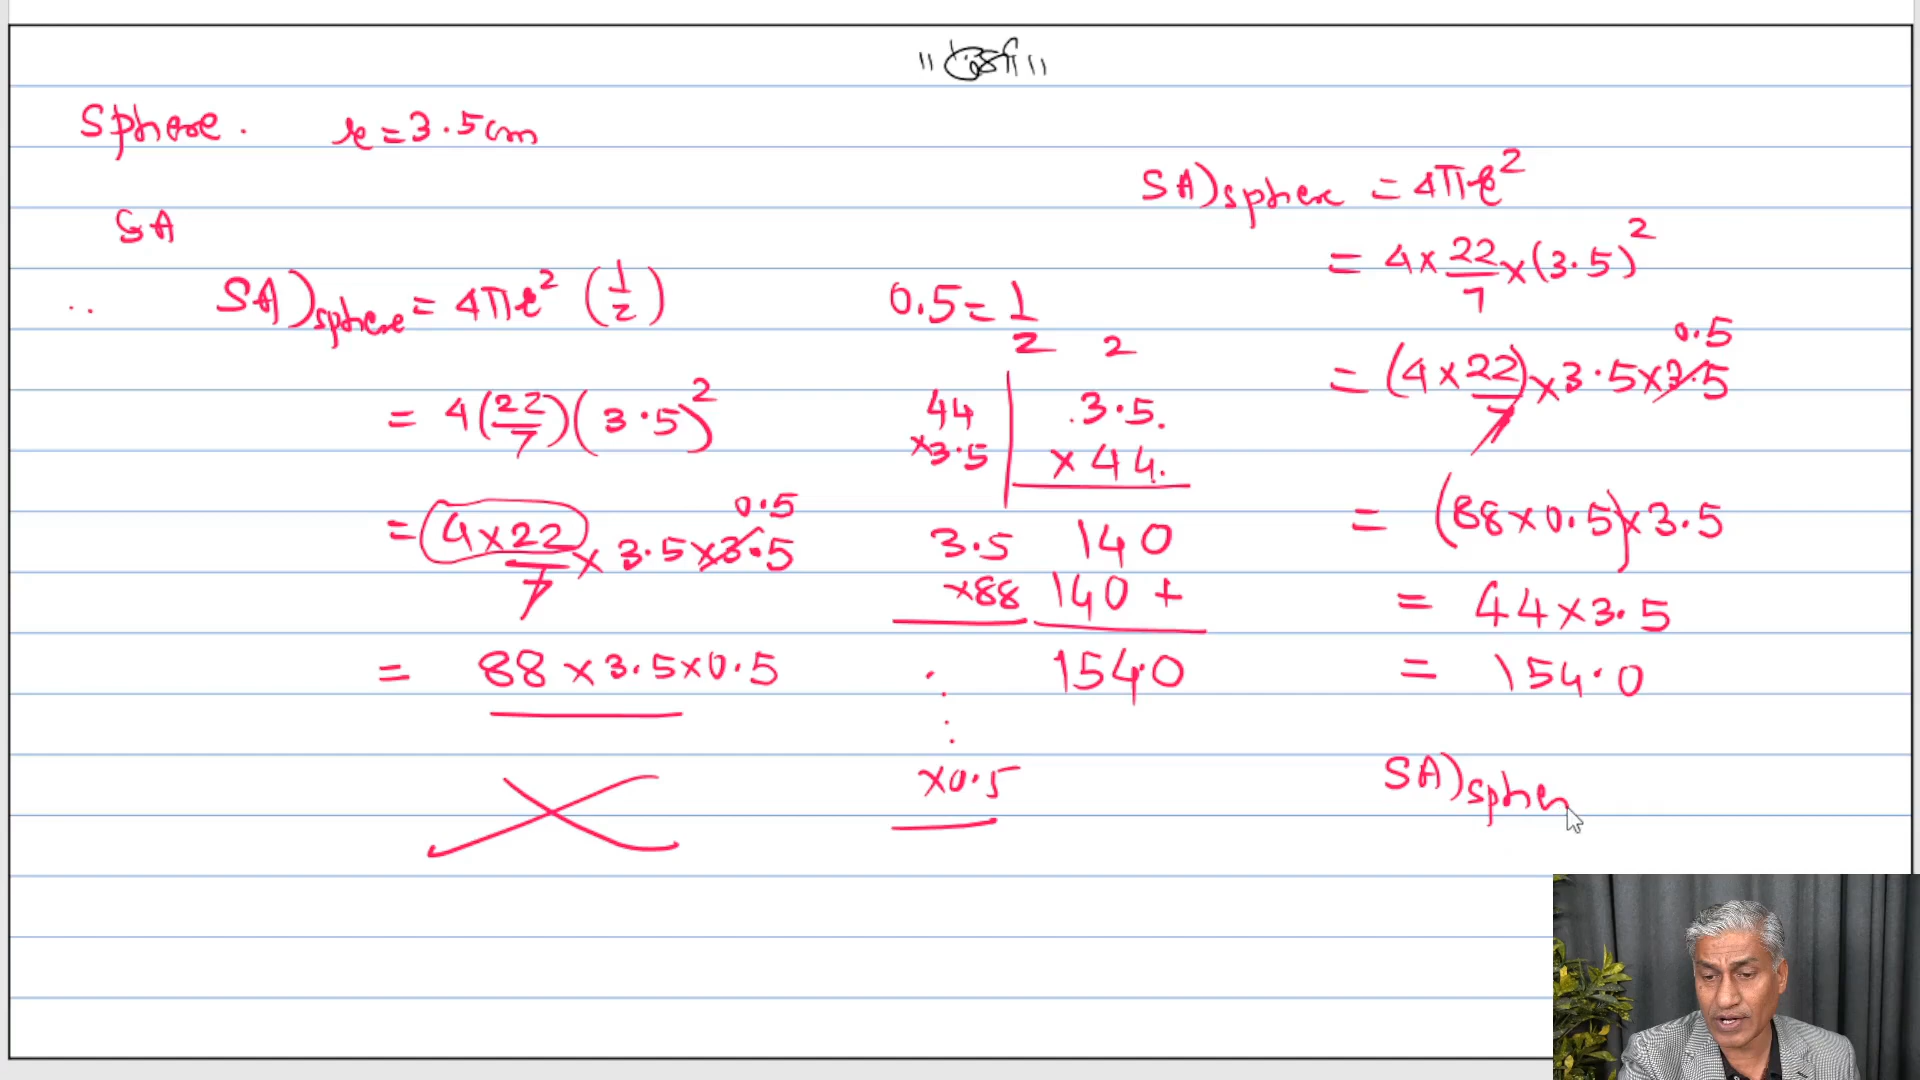 Sphere. r = 3.5 cm
SA
SA)sphere = 4πr² (1/2)
= 4(22/7)(3.5)²
= 4 × 22/7 × 3.5 × 3.5 0.5
= 88 × 3.5 × 0.5
0.5 = 1/2
2
44
×3.5
3.5
× 44
3.5
×88
140
140 +
154.0
×0.5
SA)sphere = 4πr²
= 4 × 22/7 × (3.5)²
= (4 × 22)/7 × 3.5 × 3.5 0.5
= (88 × 0.5) × 3.5
= 44 × 3.5
= 154.0
SA)spher